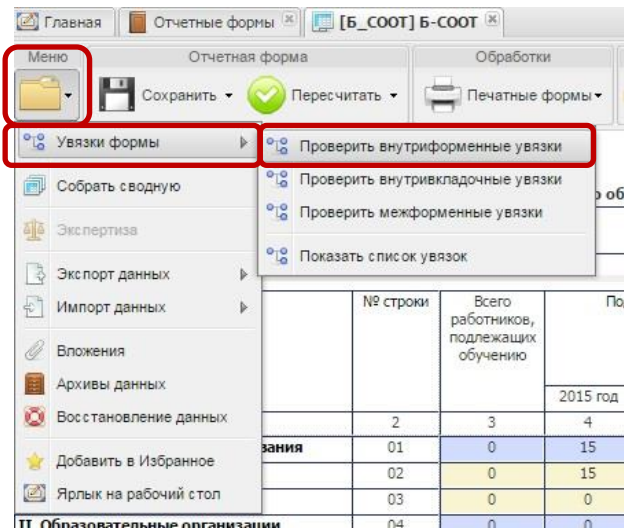 Главная Отчетные формы [Б_СООТ] Б-СООТ
Меню Отчетная форма Обработки
Сохранить Пересчитать Печатные формы
Увязки формы
Проверить внутриформенные увязки
Проверить внутривкладочные увязки
Проверить межформенные увязки
Показать список увязок
Собрать сводную
Экспертиза
Экспорт данных
Импорт данных
Вложения
Архивы данных
Восстановление данных
Добавить в Избранное
Ярлык на рабочий стол
№ строки
Всего
работников,
подлежащих
обучению
2015 год
2 3 4
01 0 15
02 0 15
03 0 0
II. Образовательные организации 04 0 0